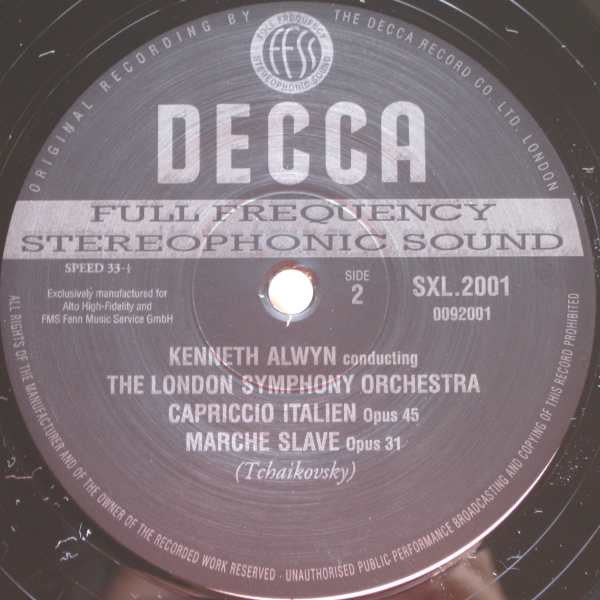 ORIGINAL RECORDING BY THE DECCA RECORD CO. LTD. LONDON
FULL FREQUENCY
FFSS
STEREOPHONIC SOUND
DECCA
FULL FREQUENCY
STEREOPHONIC SOUND
SPEED 33-⅓
Exclusively manufactured for
Alto High-Fidelity and
FMS Fenn Music Service GmbH
SIDE
2
SXL.2001
0092001
KENNETH ALWYN conducting
THE LONDON SYMPHONY ORCHESTRA
CAPRICCIO ITALIEN Opus 45
MARCHE SLAVE Opus 31
(Tchaikovsky)
ALL RIGHTS OF THE MANUFACTURER AND OF THE OWNER OF THE RECORDED WORK RESERVED · UNAUTHORISED PUBLIC PERFORMANCE BROADCASTING AND COPYING OF THIS RECORD PROHIBITED